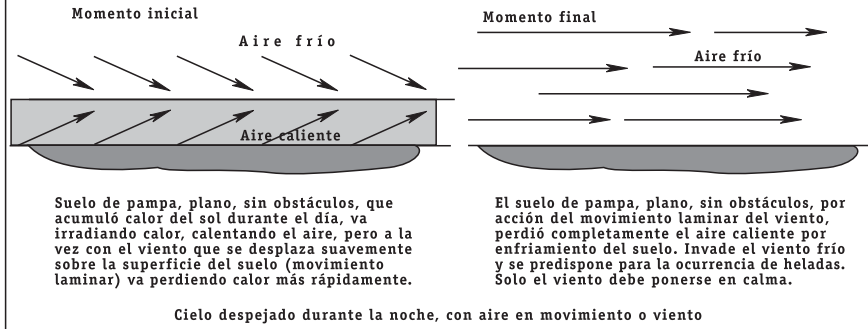 Momento inicial
Aire frío
Aire caliente
Suelo de pampa, plano, sin obstáculos, que
acumuló calor del sol durante el día, va
irradiando calor, calentando el aire, pero a la
vez con el viento que se desplaza suavemente
sobre la superficie del suelo (movimiento
laminar) va perdiendo calor más rápidamente.
Momento final
Aire frío
El suelo de pampa, plano, sin obstáculos, por
acción del movimiento laminar del viento,
perdió completamente el aire caliente por
enfriamiento del suelo. Invade el viento frío
y se predispone para la ocurrencia de heladas.
Solo el viento debe ponerse en calma.
Cielo despejado durante la noche, con aire en movimiento o viento